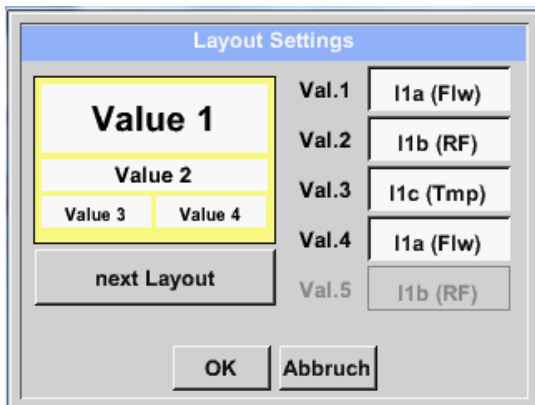 Layout Settings
Value 1
Value 2
Value 3 Value 4
next Layout
Val.1 I1a (Flw)
Val.2 I1b (RF)
Val.3 I1c (Tmp)
Val.4 I1a (Flw)
Val.5 I1b (RF)
OK Abbruch